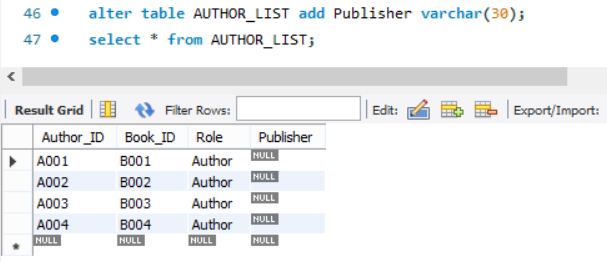 46 alter table AUTHOR_LIST add Publisher varchar(30);
47 select * from AUTHOR_LIST;
Result Grid Filter Rows: Edit: Export/Import:
Author_ID Book_ID Role Publisher
A001 B001 Author NULL
A002 B002 Author NULL
A003 B003 Author NULL
A004 B004 Author NULL
NULL NULL NULL NULL